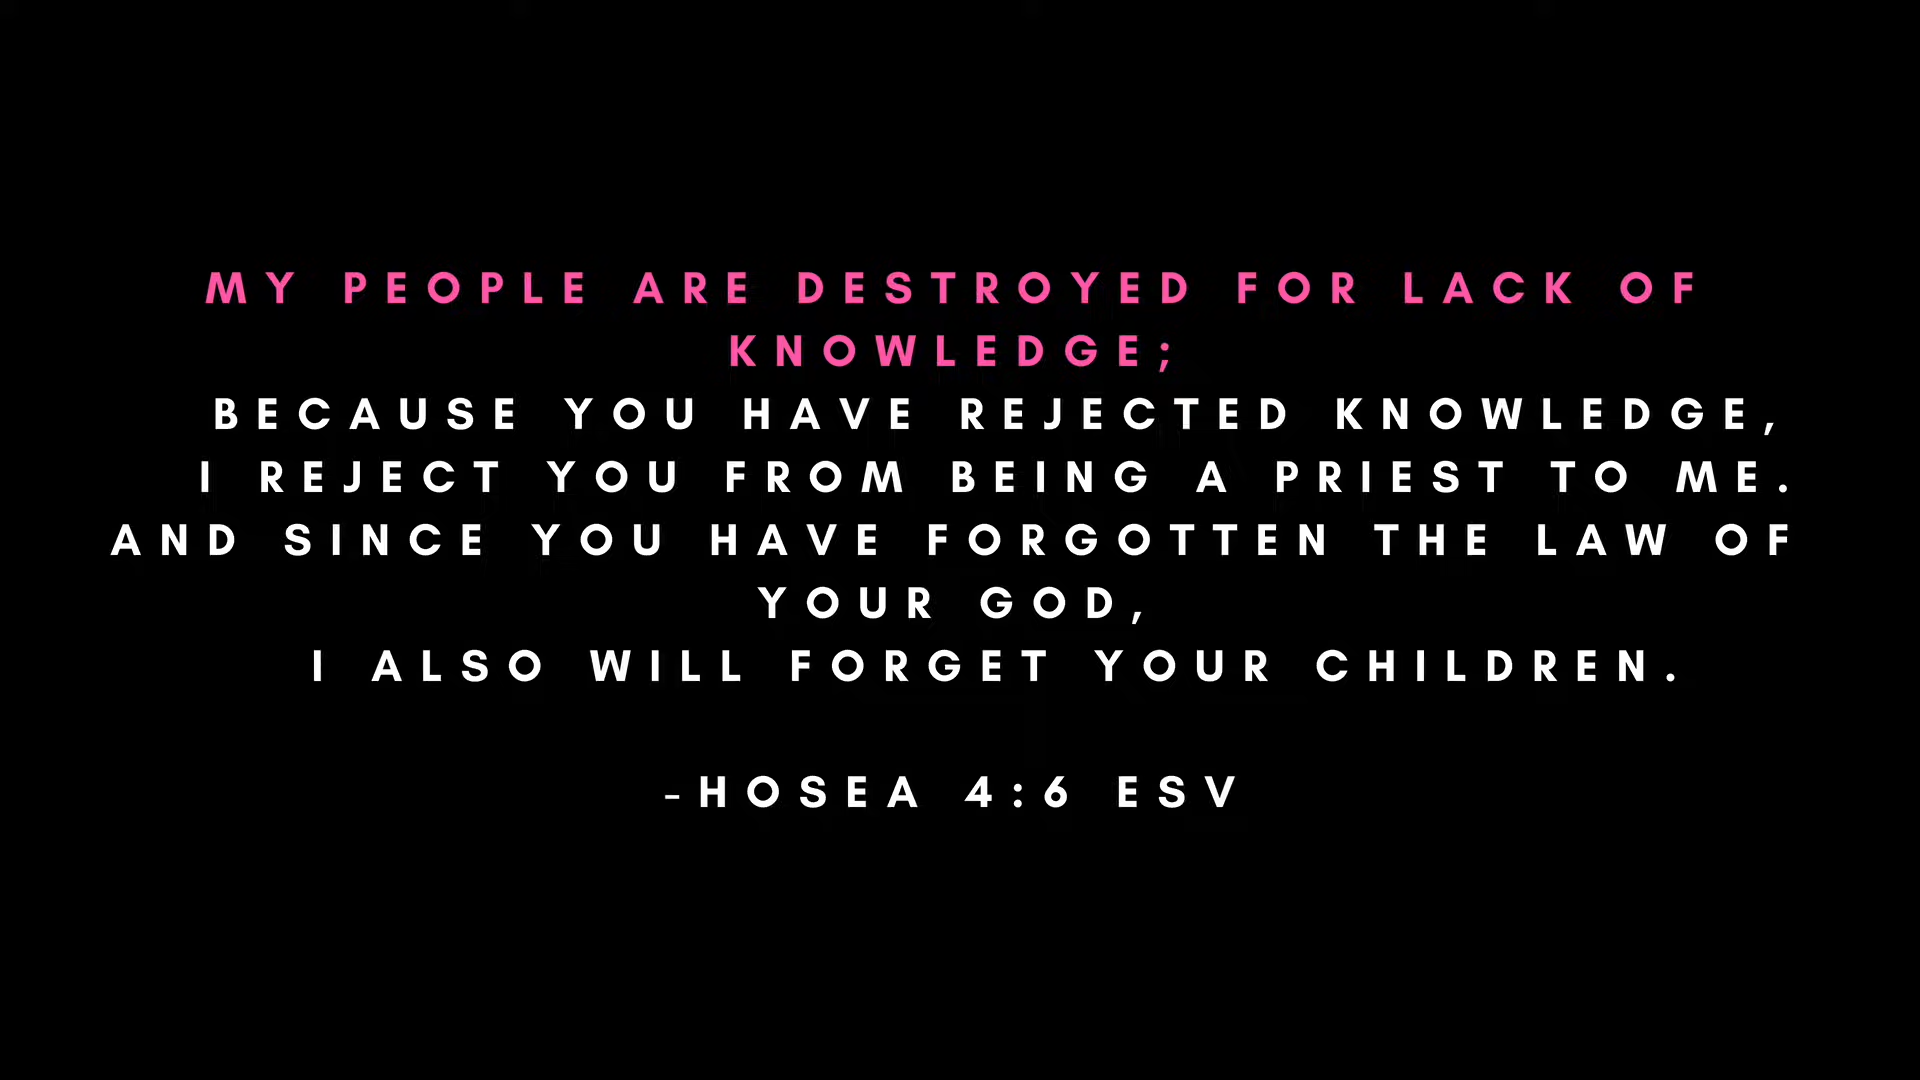 MY PEOPLE ARE DESTROYED FOR LACK OF
KNOWLEDGE;
BECAUSE YOU HAVE REJECTED KNOWLEDGE,
I REJECT YOU FROM BEING A PRIEST TO ME.
AND SINCE YOU HAVE FORGOTTEN THE LAW OF
YOUR GOD,
I ALSO WILL FORGET YOUR CHILDREN.
-HOSEA 4:6 ESV